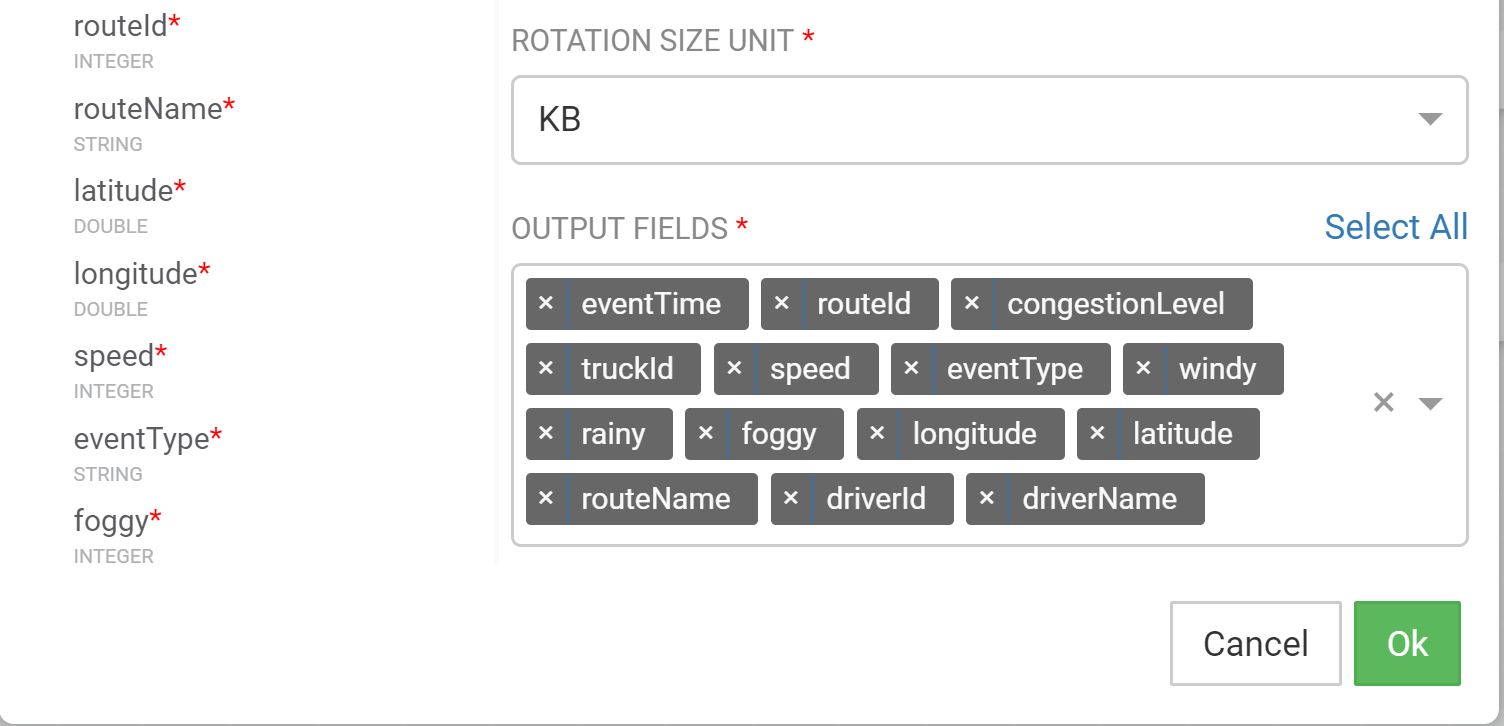 routeId*
INTEGER
routeName*
STRING
latitude*
DOUBLE
longitude*
DOUBLE
speed*
INTEGER
eventType*
STRING
foggy*
INTEGER
ROTATION SIZE UNIT *
KB
OUTPUT FIELDS * Select All
× eventTime × routeId × congestionLevel
× truckId × speed × eventType × windy
× rainy × foggy × longitude × latitude
× routeName × driverId × driverName
×
Cancel Ok